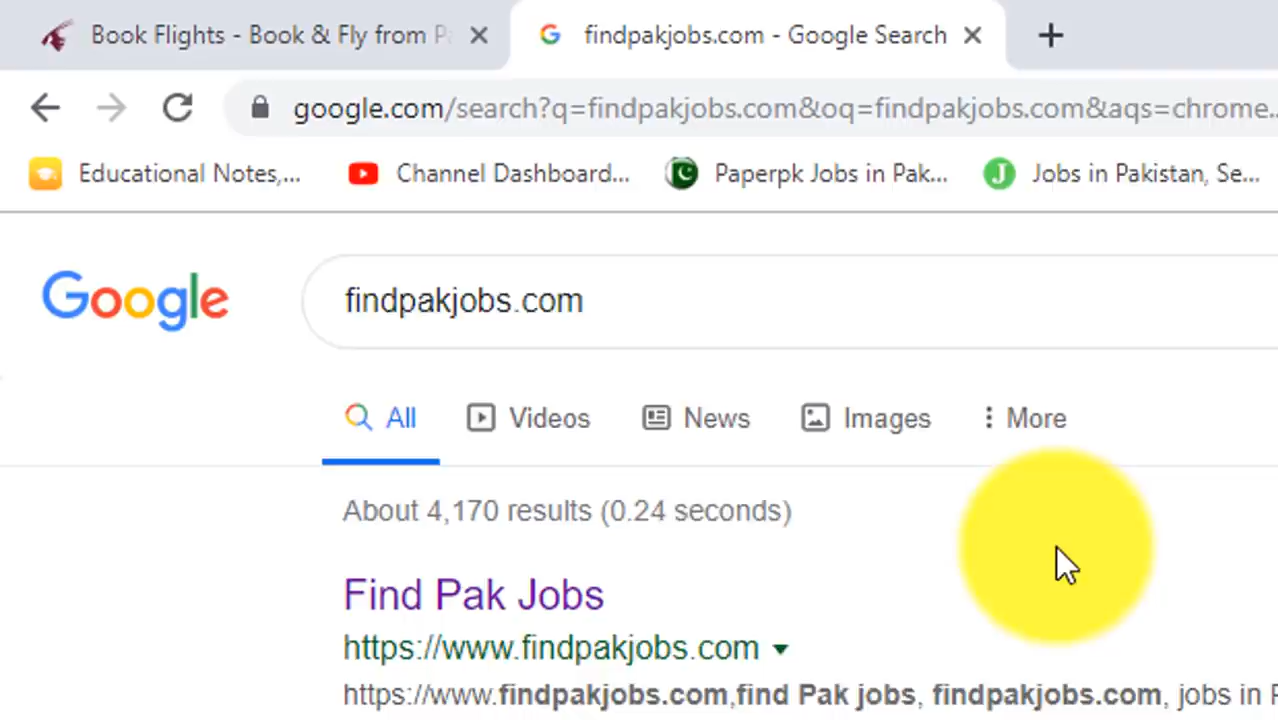 Book Flights - Book & Fly from P
findpakjobs.com - Google Search
google.com/search?q=findpakjobs.com&oq=findpakjobs.com&aqs=chrome..
Educational Notes,...
Channel Dashboard...
Paperpk Jobs in Pak...
J
Jobs in Pakistan, Se...
Google
findpakjobs.com
All
Videos
News
Images
More
About 4,170 results (0.24 seconds)
Find Pak Jobs
https://www.findpakjobs.com
https://www.findpakjobs.com,find Pak jobs, findpakjobs.com, jobs in P